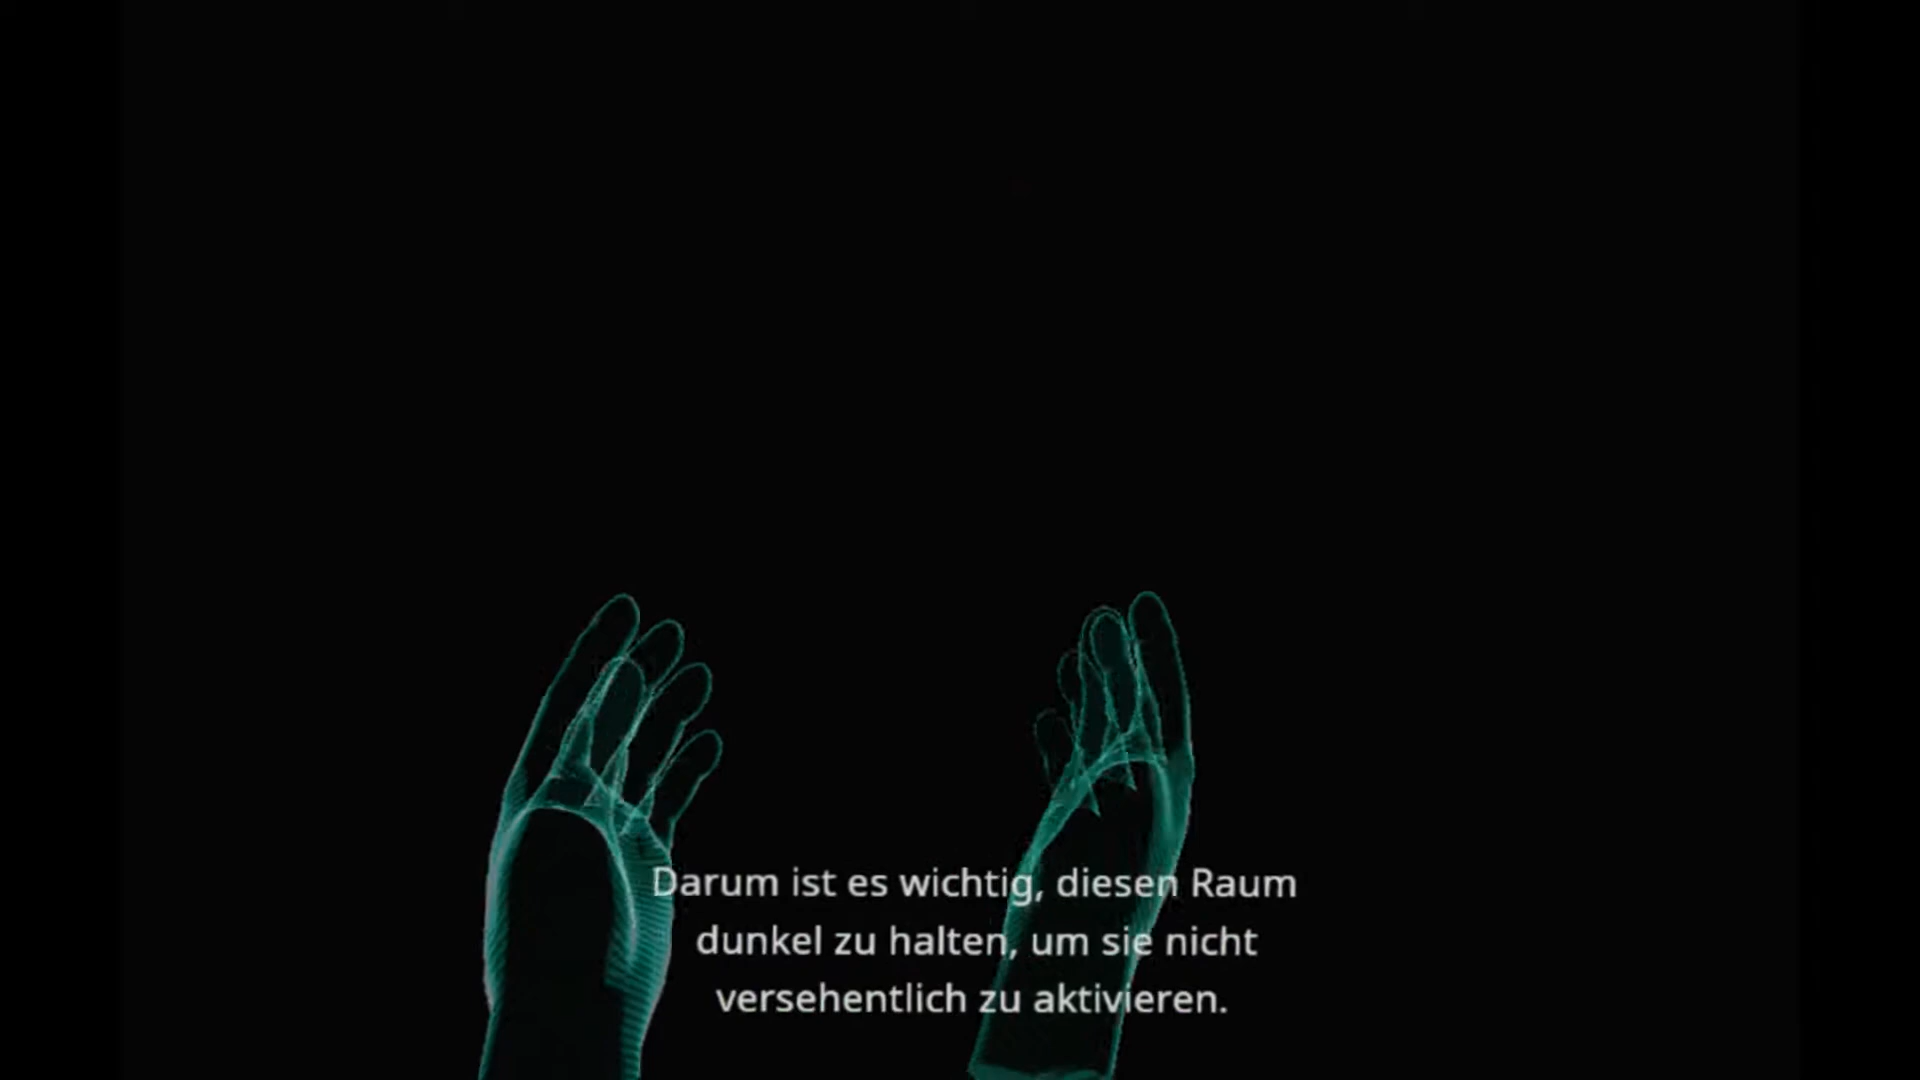 Darum ist es wichtig, diesen Raum
dunkel zu halten, um sie nicht
versehentlich zu aktivieren.